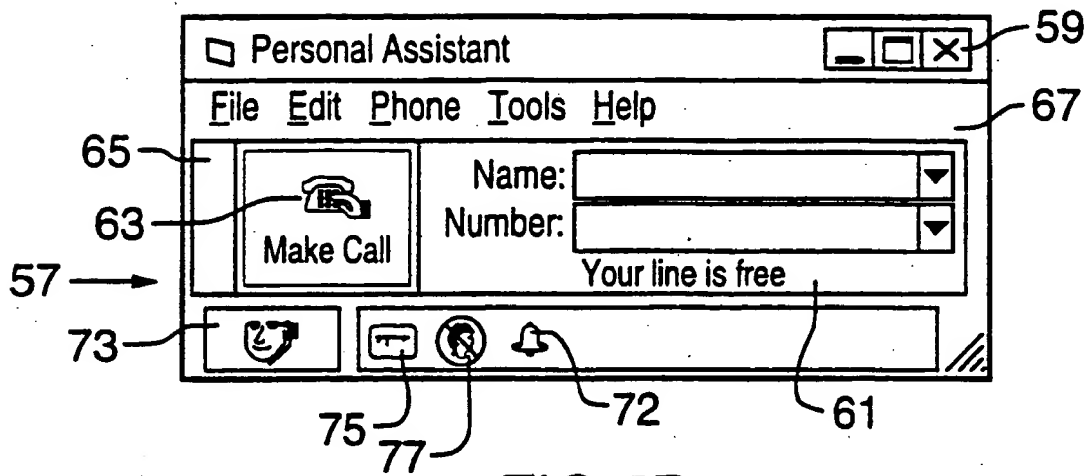 Personal Assistant
59
File Edit Phone Tools Help
67
65
Name:
63
Number:
Make Call
57
Your line is free
73
75
77
72
61